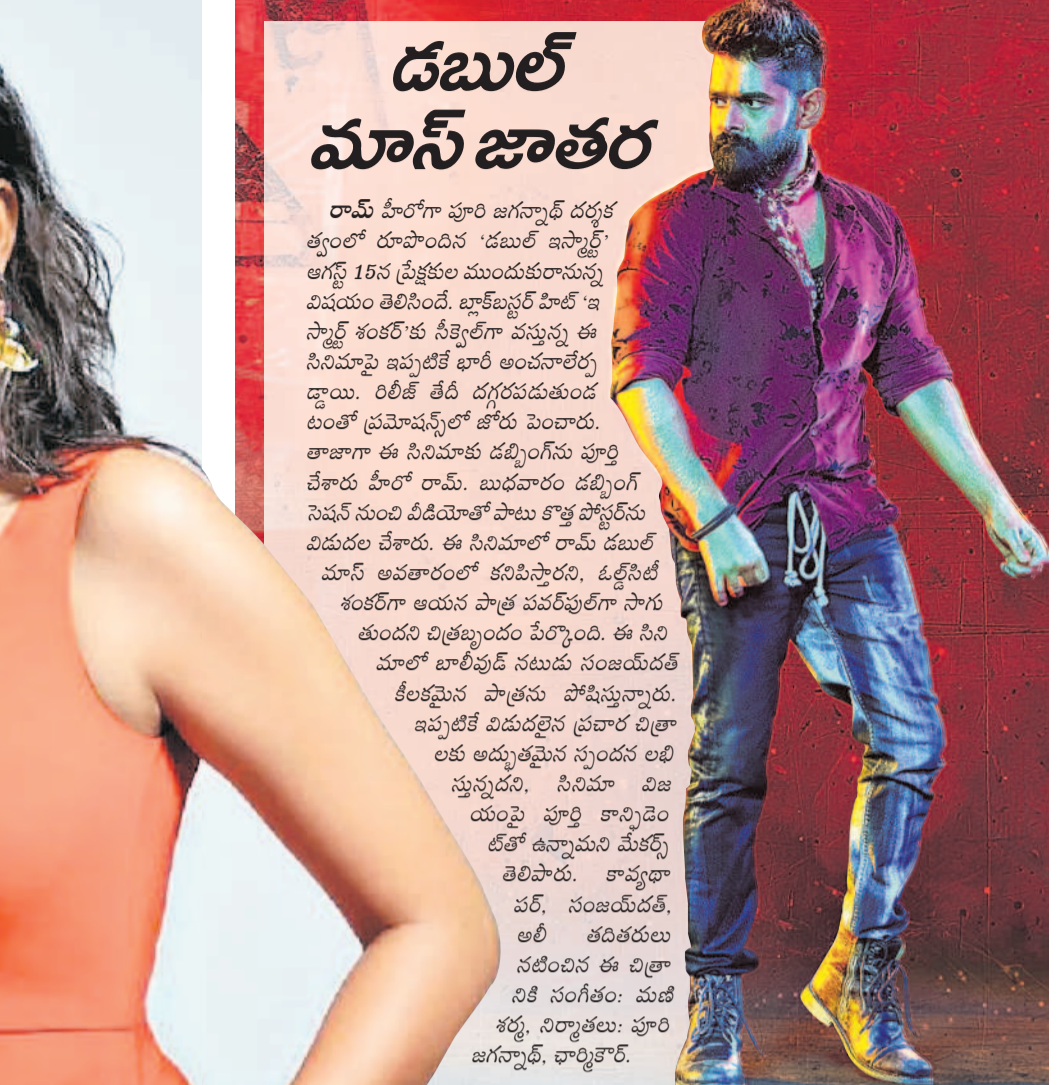 డబుల్
మాస్ జాతర
రామ్ హీరోగా పూరి జగన్నాథ్ దర్శక
త్వంలో రూపొందిన ‘డబుల్ ఇస్మార్ట్’
ఆగస్ట్ 15న ప్రేక్షకుల ముందుకురానున్న
విషయం తెలిసిందే. బ్లాక్‌బస్టర్ హిట్ ‘ఇ
స్మార్ట్ శంకర్’కు సీక్వెల్‌గా వస్తున్న ఈ
సినిమాపై ఇప్పటికే భారీ అంచనాలేర్ప
డ్డాయి. రిలీజ్ తేదీ దగ్గరపడుతుండ
టంతో ప్రమోషన్స్‌లో జోరు పెంచారు.
తాజాగా ఈ సినిమాకు డబ్బింగ్‌ను పూర్తి
చేశారు హీరో రామ్. బుధవారం డబ్బింగ్
సెషన్ నుంచి వీడియోతో పాటు కొత్త పోస్టర్‌ను
విడుదల చేశారు. ఈ సినిమాలో రామ్ డబుల్
మాస్ అవతారంలో కనిపిస్తారని, ఓల్డ్‌సిటీ
శంకర్‌గా ఆయన పాత్ర పవర్‌ఫుల్‌గా సాగు
తుందని చిత్రబృందం పేర్కొంది. ఈ సిని
మాలో బాలీవుడ్ నటుడు సంజయ్‌దత్
కీలకమైన పాత్రను పోషిస్తున్నారు.
ఇప్పటికే విడుదలైన ప్రచార చిత్రా
లకు అద్భుతమైన స్పందన లభి
స్తున్నదని, సినిమా విజ
యంపై పూర్తి కాన్ఫిడెం
ట్‌తో ఉన్నామని మేకర్స్
తెలిపారు. కావ్యథా
పర్, సంజయ్‌దత్,
అలీ తదితరులు
నటించిన ఈ చిత్రా
నికి సంగీతం: మణి
శర్మ, నిర్మాతలు: పూరి
జగన్నాథ్, ఛార్మికౌర్.